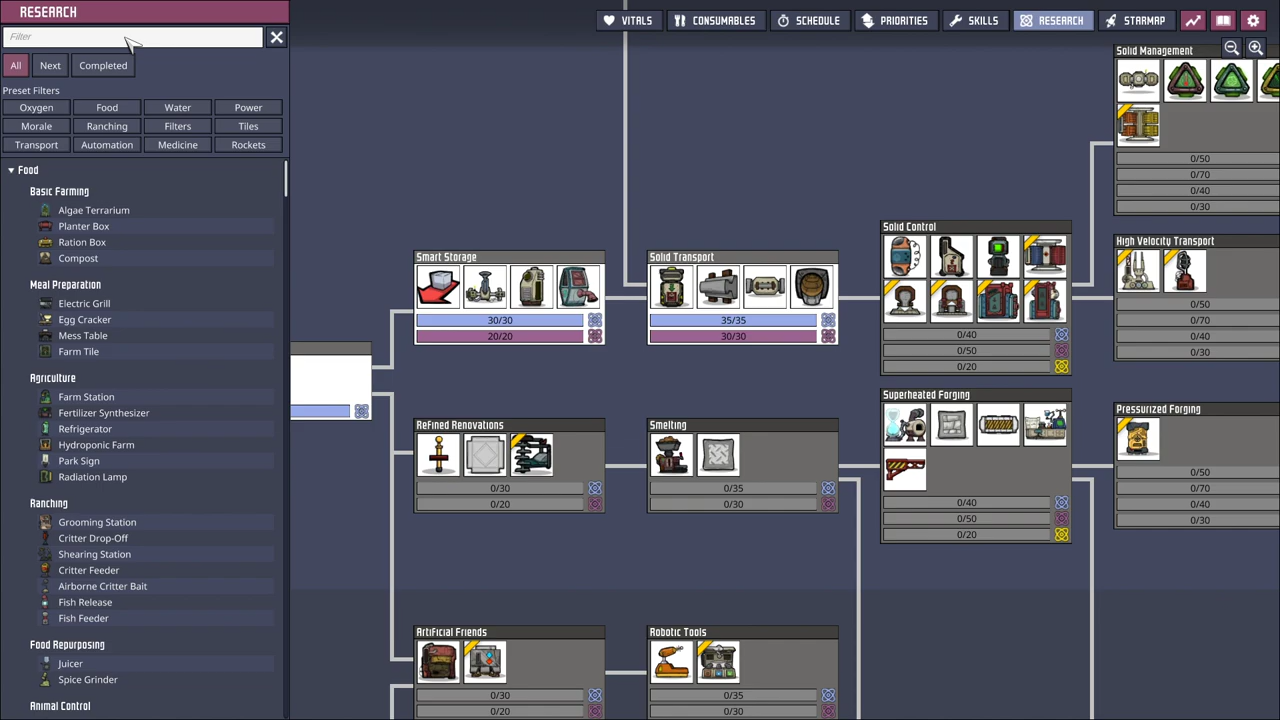 RESEARCH
VITALS
CONSUMABLES
SCHEDULE
PRIORITIES
SKILLS
RESEARCH
STARMAP
Filter
All
Next
Completed
Preset Filters
Oxygen
Food
Water
Power
Morale
Ranching
Filters
Tiles
Transport
Automation
Medicine
Rockets
Food
Basic Farming
Algae Terrarium
Planter Box
Ration Box
Compost
Meal Preparation
Electric Grill
Egg Cracker
Mess Table
Farm Tile
Agriculture
Farm Station
Fertilizer Synthesizer
Refrigerator
Hydroponic Farm
Park Sign
Radiation Lamp
Ranching
Grooming Station
Critter Drop-Off
Shearing Station
Critter Feeder
Airborne Critter Bait
Fish Release
Fish Feeder
Food Repurposing
Juicer
Spice Grinder
Animal Control
Smart Storage
30/30
20/20
Solid Transport
35/35
30/30
Solid Control
0/40
0/50
0/20
Solid Management
0/50
0/70
0/40
0/30
High Velocity Transport
0/50
0/70
0/40
0/30
Refined Renovations
0/30
0/20
Smelting
0/35
0/30
Superheated Forging
0/40
0/50
0/20
Pressurized Forging
0/50
0/70
0/40
0/30
Artificial Friends
0/30
0/20
Robotic Tools
0/35
0/30